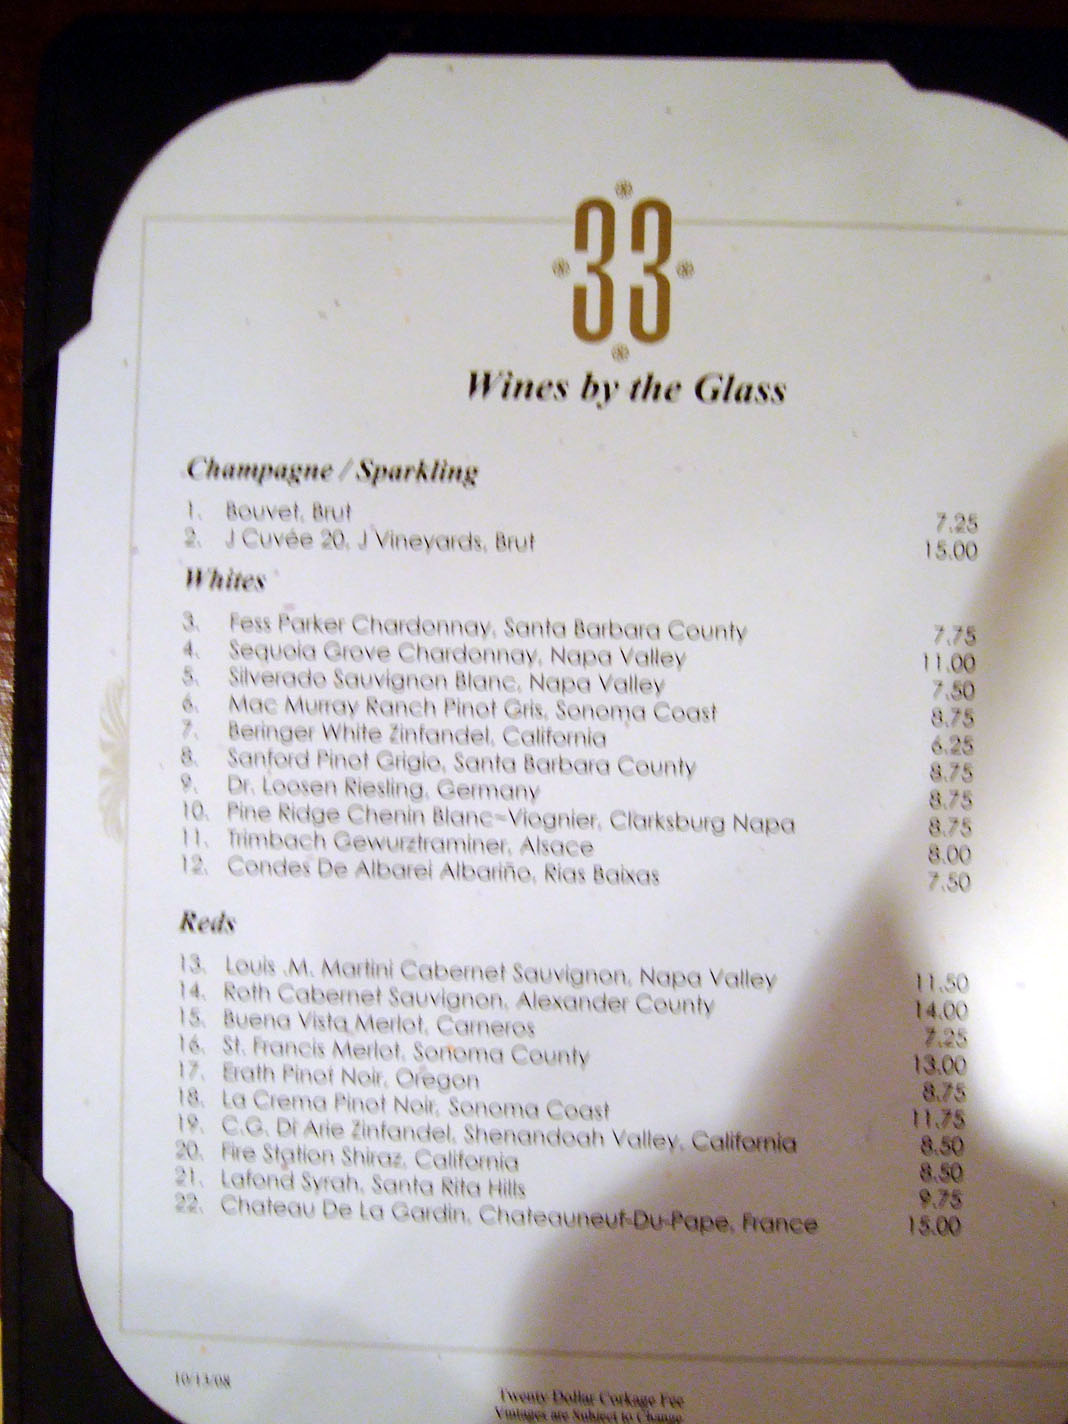 33
Wines by the Glass
Champagne / Sparkling
1. Bouvet, Brut 7.25
2. J Cuvée 20, J Vineyards, Brut 15.00
Whites
3. Fess Parker Chardonnay, Santa Barbara County 7.75
4. Sequoia Grove Chardonnay, Napa Valley 11.00
5. Silverado Sauvignon Blanc, Napa Valley 7.50
6. Mac Murray Ranch Pinot Gris, Sonoma Coast 8.75
7. Beringer White Zinfandel, California 6.25
8. Sanford Pinot Grigio, Santa Barbara County 8.75
9. Dr. Loosen Riesling, Germany 8.75
10. Pine Ridge Chenin Blanc~Viognier, Clarksburg Napa 8.75
11. Trimbach Gewurztraminer, Alsace 8.00
12. Condes De Albarei Albariño, Rias Baixas 7.50
Reds
13. Louis .M. Martini Cabernet Sauvignon, Napa Valley 11.50
14. Roth Cabernet Sauvignon, Alexander County 14.00
15. Buena Vista Merlot, Carneros 7.25
16. St. Francis Merlot, Sonoma County 13.00
17. Erath Pinot Noir, Oregon 8.75
18. La Crema Pinot Noir, Sonoma Coast 11.75
19. C.G. Di Arie Zinfandel, Shenandoah Valley, California 8.50
20. Fire Station Shiraz, California 8.50
21. Lafond Syrah, Santa Rita Hills 9.75
22. Chateau De La Gardin, Chateauneuf-Du-Pape, France 15.00
10/13/08
Twenty Dollar Corkage Fee
Vintages are Subject to Change